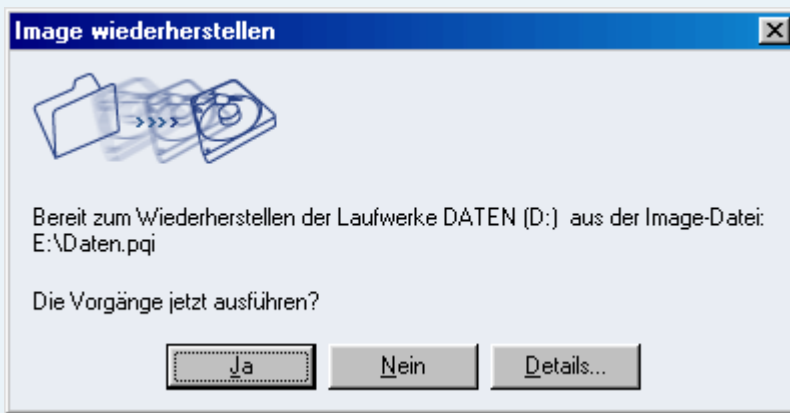 Image wiederherstellen
Bereit zum Wiederherstellen der Laufwerke DATEN (D:) aus der Image-Datei:
E:\Daten.pqi
Die Vorgänge jetzt ausführen?
Ja Nein Details...